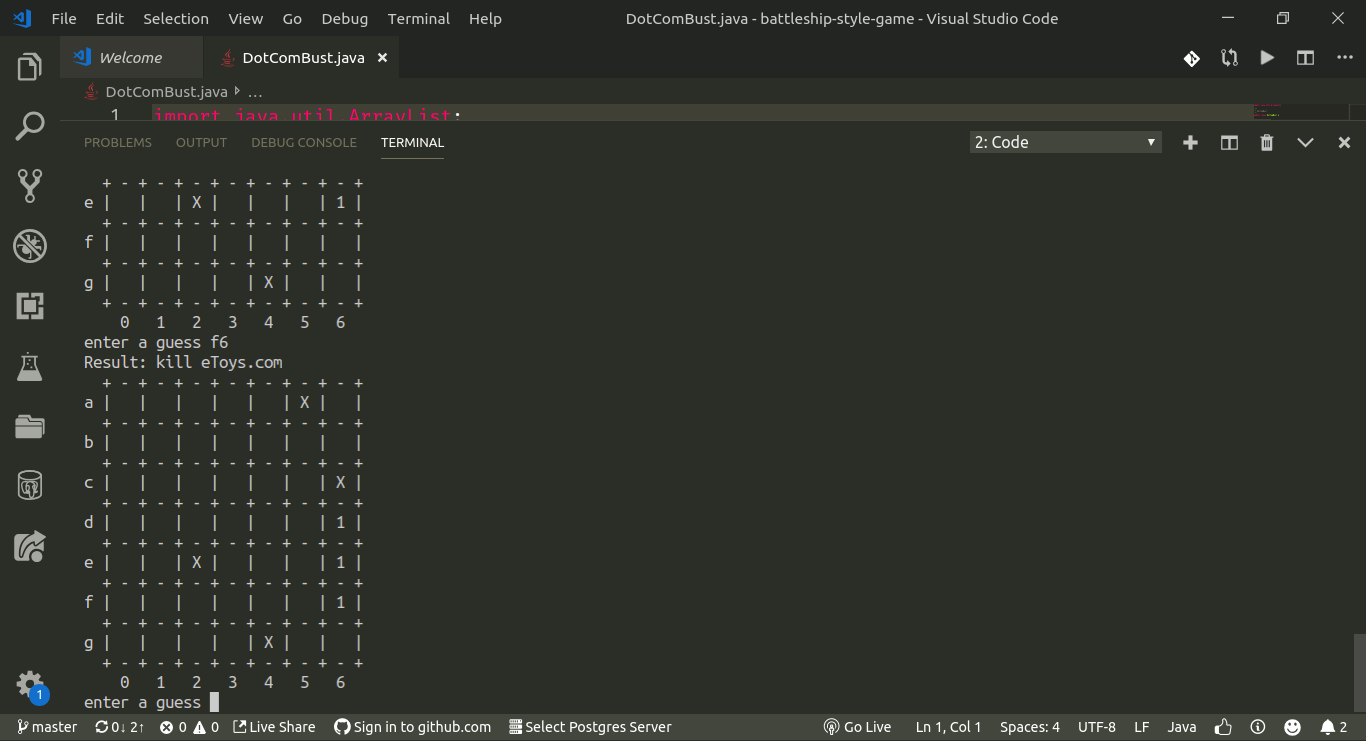 File Edit Selection View Go Debug Terminal Help DotComBust.java - battleship-style-game - Visual Studio Code
Welcome DotComBust.java
DotComBust.java ...
1 import java.util.ArrayList;
PROBLEMS OUTPUT DEBUG CONSOLE TERMINAL 2: Code
  + - + - + - + - + - + - + - +
e |   |   | X |   |   |   | 1 |
  + - + - + - + - + - + - + - +
f |   |   |   |   |   |   |   |
  + - + - + - + - + - + - + - +
g |   |   |   |   | X |   |   |
  + - + - + - + - + - + - + - +
    0   1   2   3   4   5   6
enter a guess f6
Result: kill eToys.com
  + - + - + - + - + - + - + - +
a |   |   |   |   |   | X |   |
  + - + - + - + - + - + - + - +
b |   |   |   |   |   |   |   |
  + - + - + - + - + - + - + - +
c |   |   |   |   |   |   | X |
  + - + - + - + - + - + - + - +
d |   |   |   |   |   |   | 1 |
  + - + - + - + - + - + - + - +
e |   |   | X |   |   |   | 1 |
  + - + - + - + - + - + - + - +
f |   |   |   |   |   |   | 1 |
  + - + - + - + - + - + - + - +
g |   |   |   |   | X |   |   |
  + - + - + - + - + - + - + - +
    0   1   2   3   4   5   6
enter a guess
1
master 0↓ 2↑ 0 0 Live Share Sign in to github.com Select Postgres Server Go Live Ln 1, Col 1 Spaces: 4 UTF-8 LF Java 2